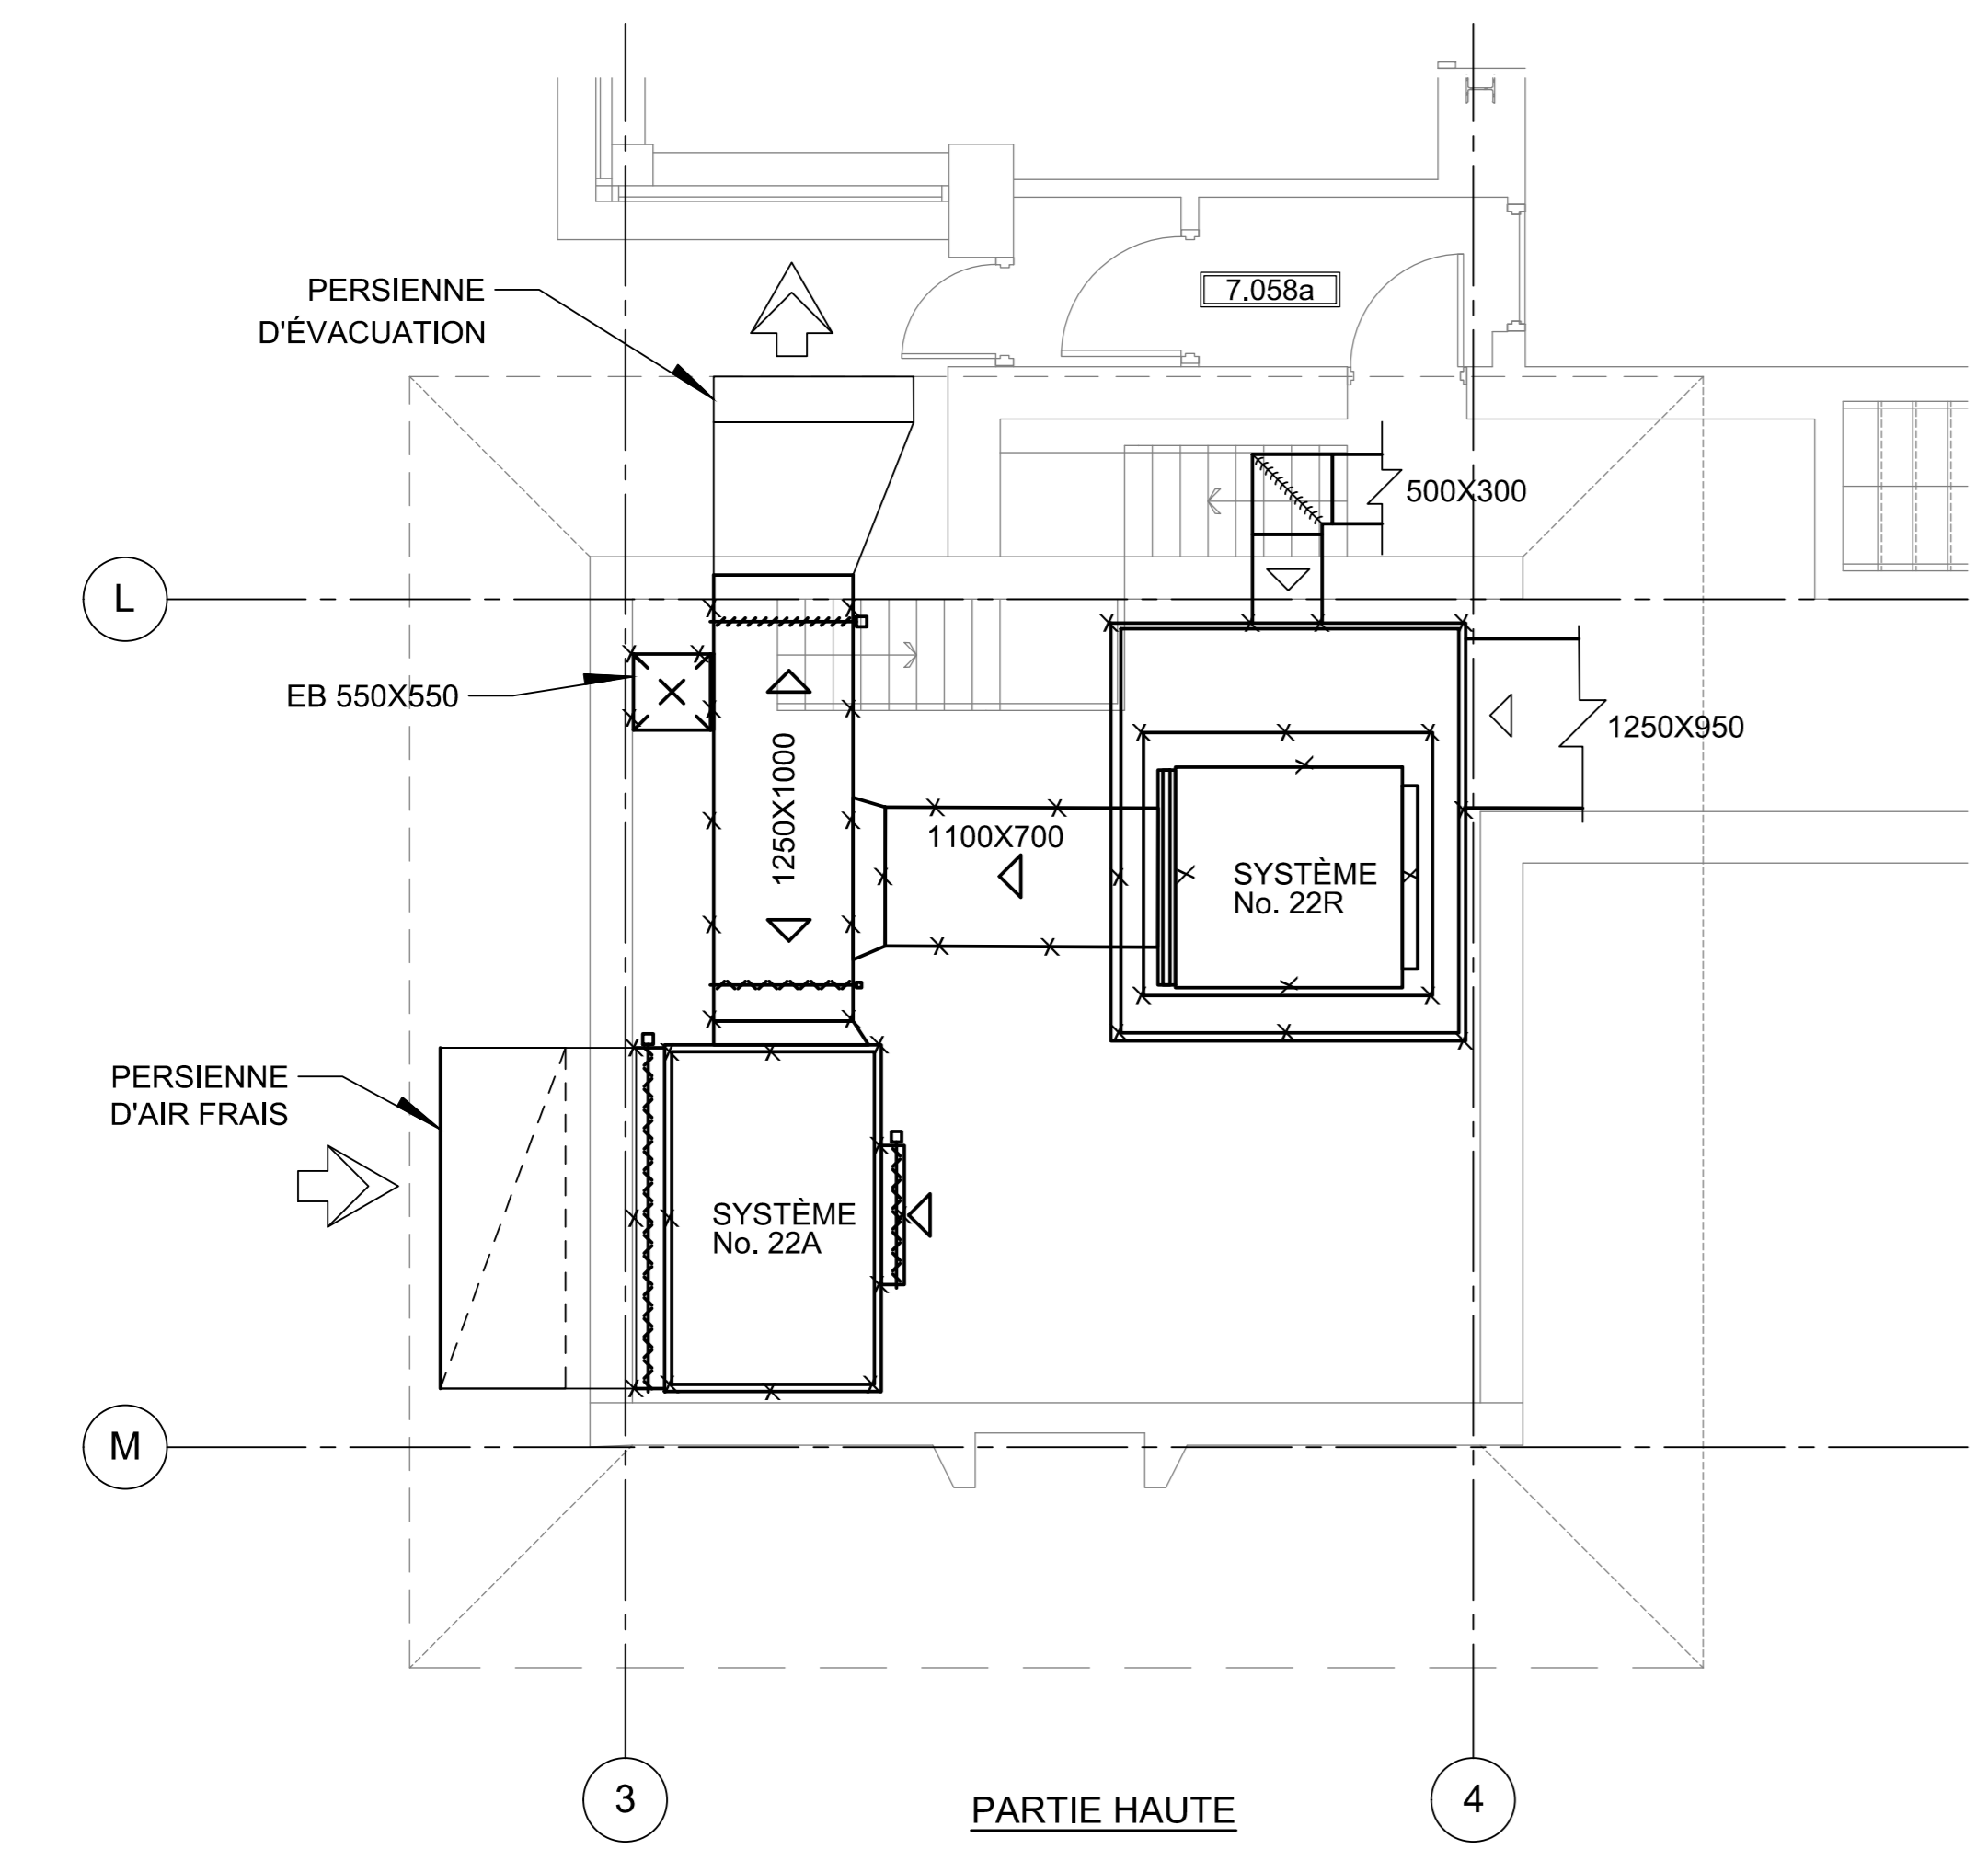 7.058a
PERSIENNE
D'ÉVACUATION
500X300
L
EB 550X550
1250X950
1250X1000
1100X700
SYSTÈME
No. 22R
PERSIENNE
D'AIR FRAIS
SYSTÈME
No. 22A
M
3
4
PARTIE HAUTE